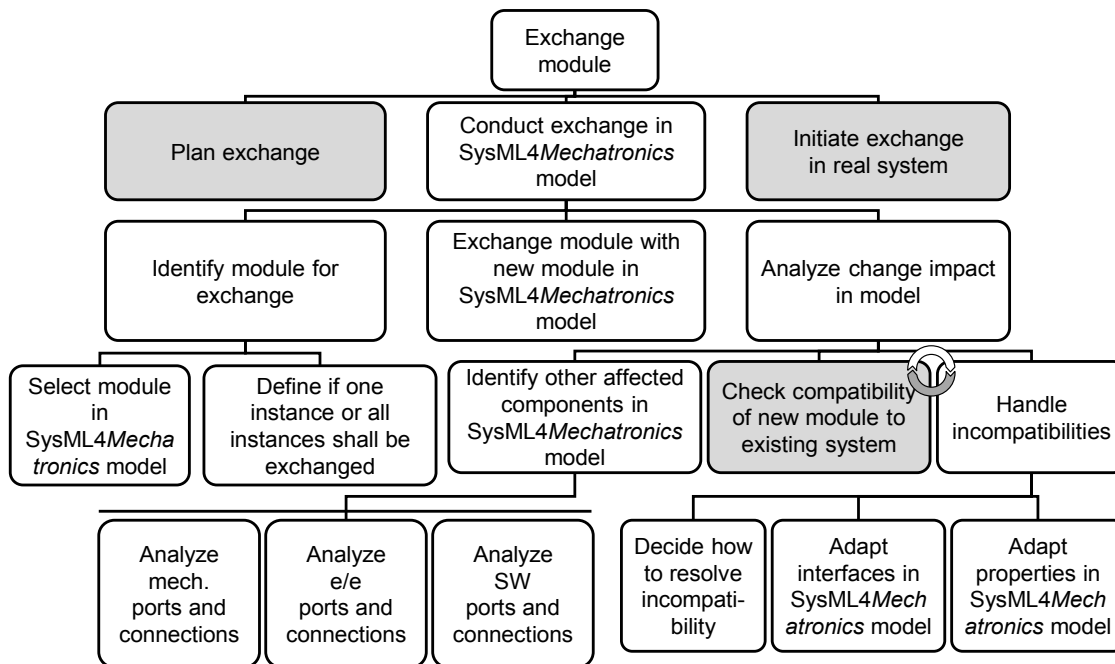 Exchange
module
Plan exchange
Conduct exchange in
SysML4Mechatronics
model
Initiate exchange
in real system
Identify module for
exchange
Exchange module with
new module in
SysML4Mechatronics
model
Analyze change impact
in model
Select module
in
SysML4Mecha
tronics model
Define if one
instance or all
instances shall be
exchanged
Identify other affected
components in
SysML4Mechatronics
model
Check compatibility
of new module to
existing system
Handle
incompatibilities
Analyze
mech.
ports and
connections
Analyze
e/e
ports and
connections
Analyze
SW
ports and
connections
Decide how
to resolve
incompati-
bility
Adapt
interfaces in
SysML4Mech
atronics model
Adapt
properties in
SysML4Mech
atronics model